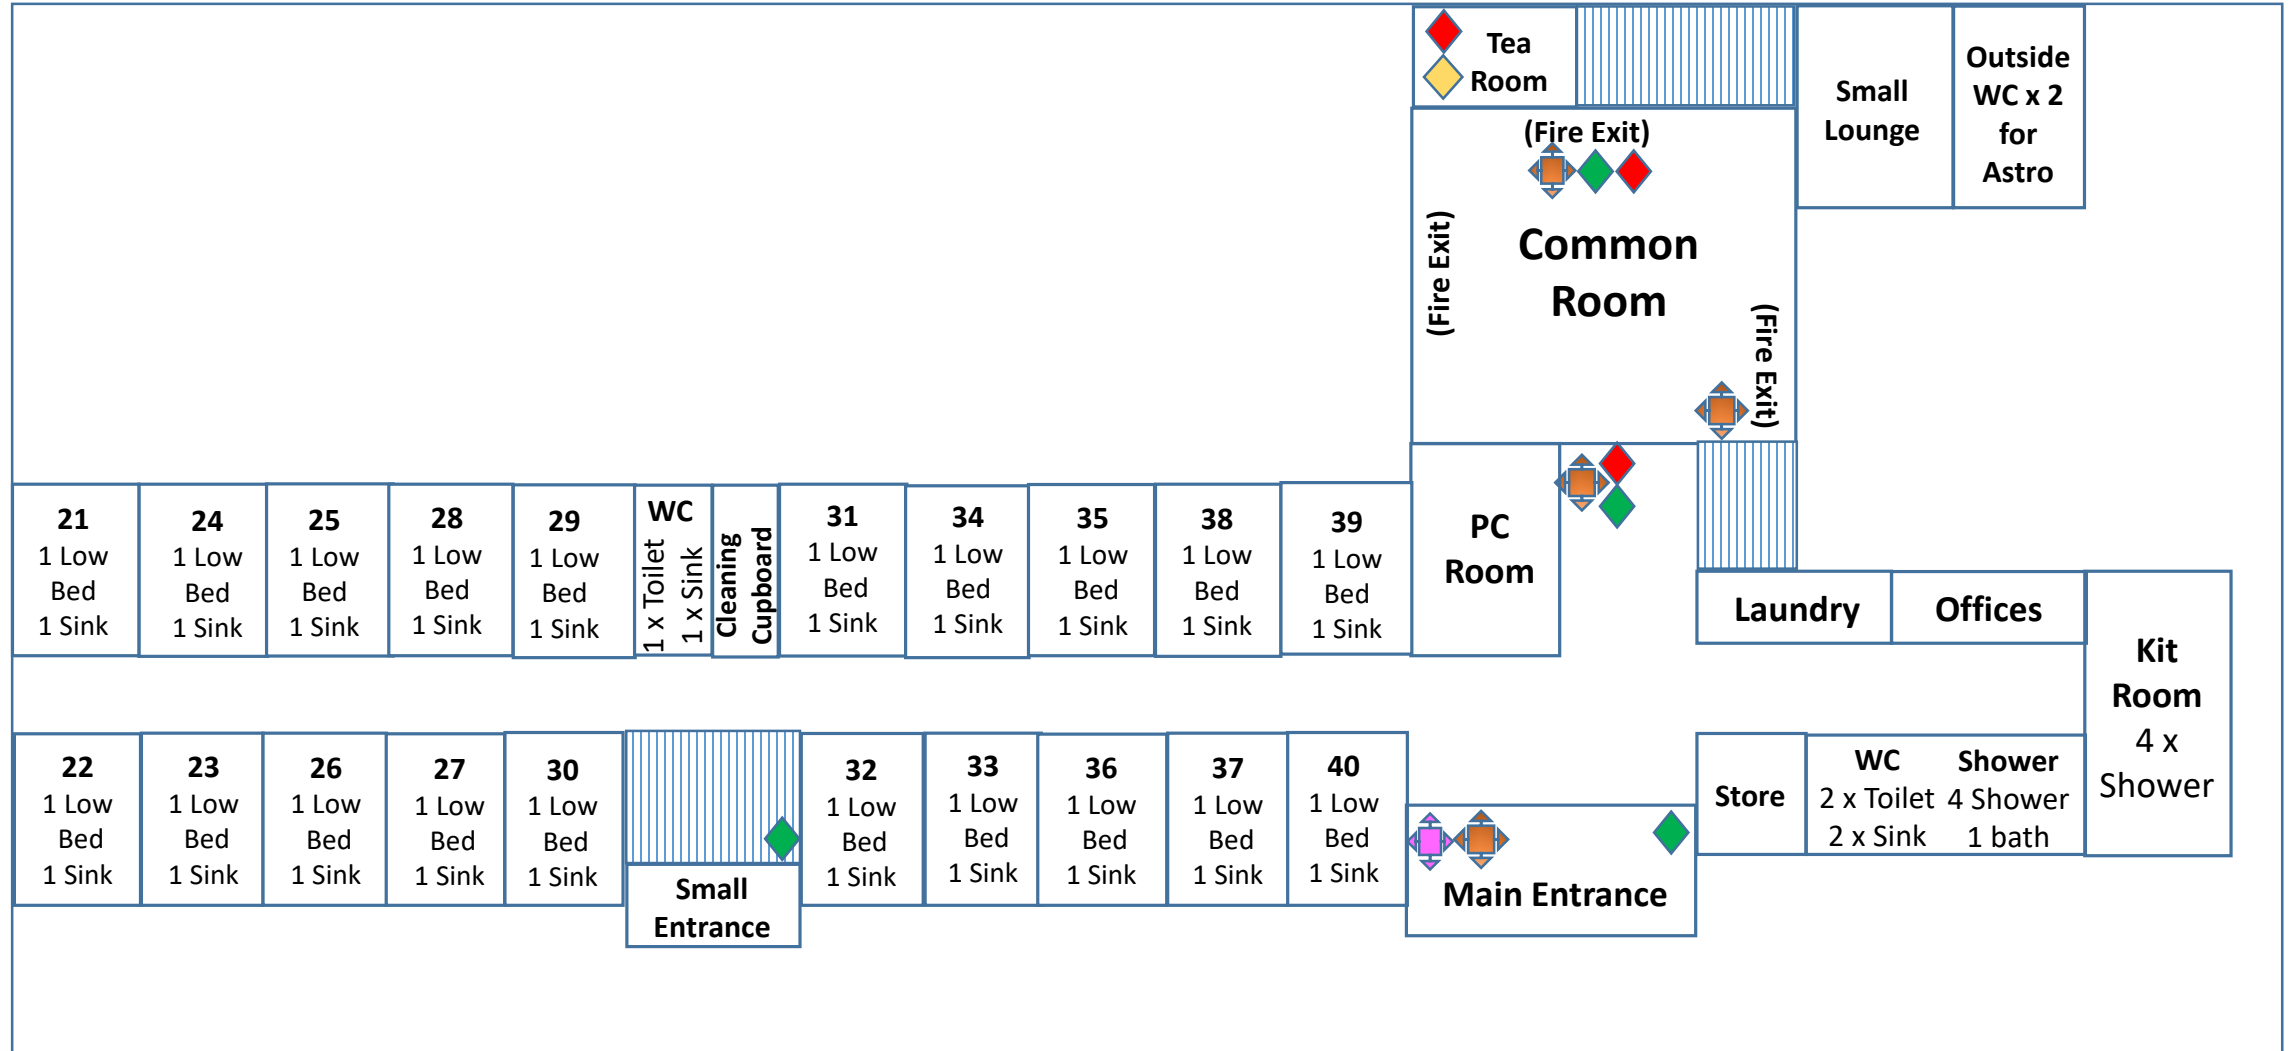 Tea
Room
Small
Lounge
Outside
WC x 2
for
Astro
(Fire Exit)
(Fire Exit)
Common
Room
(Fire Exit)
21
1 Low
Bed
1 Sink
24
1 Low
Bed
1 Sink
25
1 Low
Bed
1 Sink
28
1 Low
Bed
1 Sink
29
1 Low
Bed
1 Sink
WC
1 x Toilet
1 x Sink
Cleaning
Cupboard
31
1 Low
Bed
1 Sink
34
1 Low
Bed
1 Sink
35
1 Low
Bed
1 Sink
38
1 Low
Bed
1 Sink
39
1 Low
Bed
1 Sink
PC
Room
Laundry
Offices
Kit
Room
4 x
Shower
22
1 Low
Bed
1 Sink
23
1 Low
Bed
1 Sink
26
1 Low
Bed
1 Sink
27
1 Low
Bed
1 Sink
30
1 Low
Bed
1 Sink
Small
Entrance
32
1 Low
Bed
1 Sink
33
1 Low
Bed
1 Sink
36
1 Low
Bed
1 Sink
37
1 Low
Bed
1 Sink
40
1 Low
Bed
1 Sink
Main Entrance
Store
WC
2 x Toilet
2 x Sink
Shower
4 Shower
1 bath